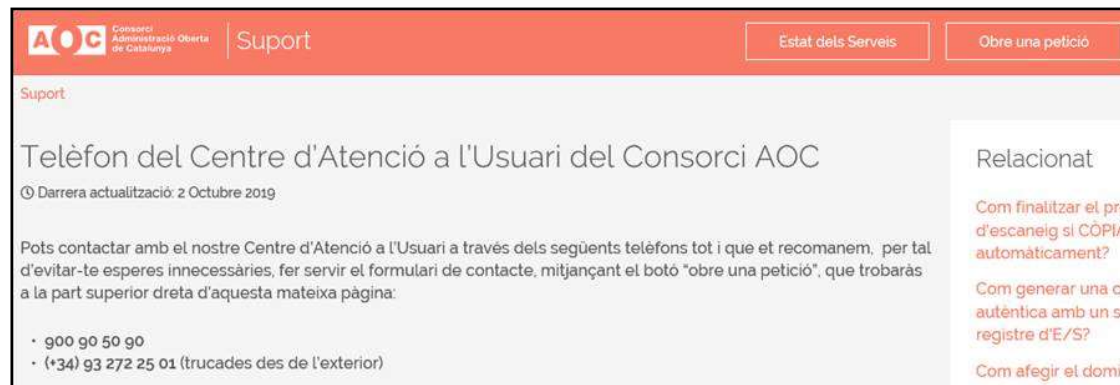 AOC Consorci
Administració Oberta
de Catalunya
Suport
Estat dels Serveis
Obre una petició
Suport
Telèfon del Centre d'Atenció a l'Usuari del Consorci AOC
Darrera actualització: 2 Octubre 2019
Pots contactar amb el nostre Centre d'Atenció a l'Usuari a través dels següents telèfons tot i que et recomanem, per tal
d'evitar-te esperes innecessàries, fer servir el formulari de contacte, mitjançant el botó "obre una petició", que trobaràs
a la part superior dreta d'aquesta mateixa pàgina:
• 900 90 50 90
• (+34) 93 272 25 01 (trucades des de l'exterior)
Relacionat
Com finalitzar el
d'escaneig si
automàticament?
Com generar una
autèntica amb un
registre d'E/S?
Com afegir el